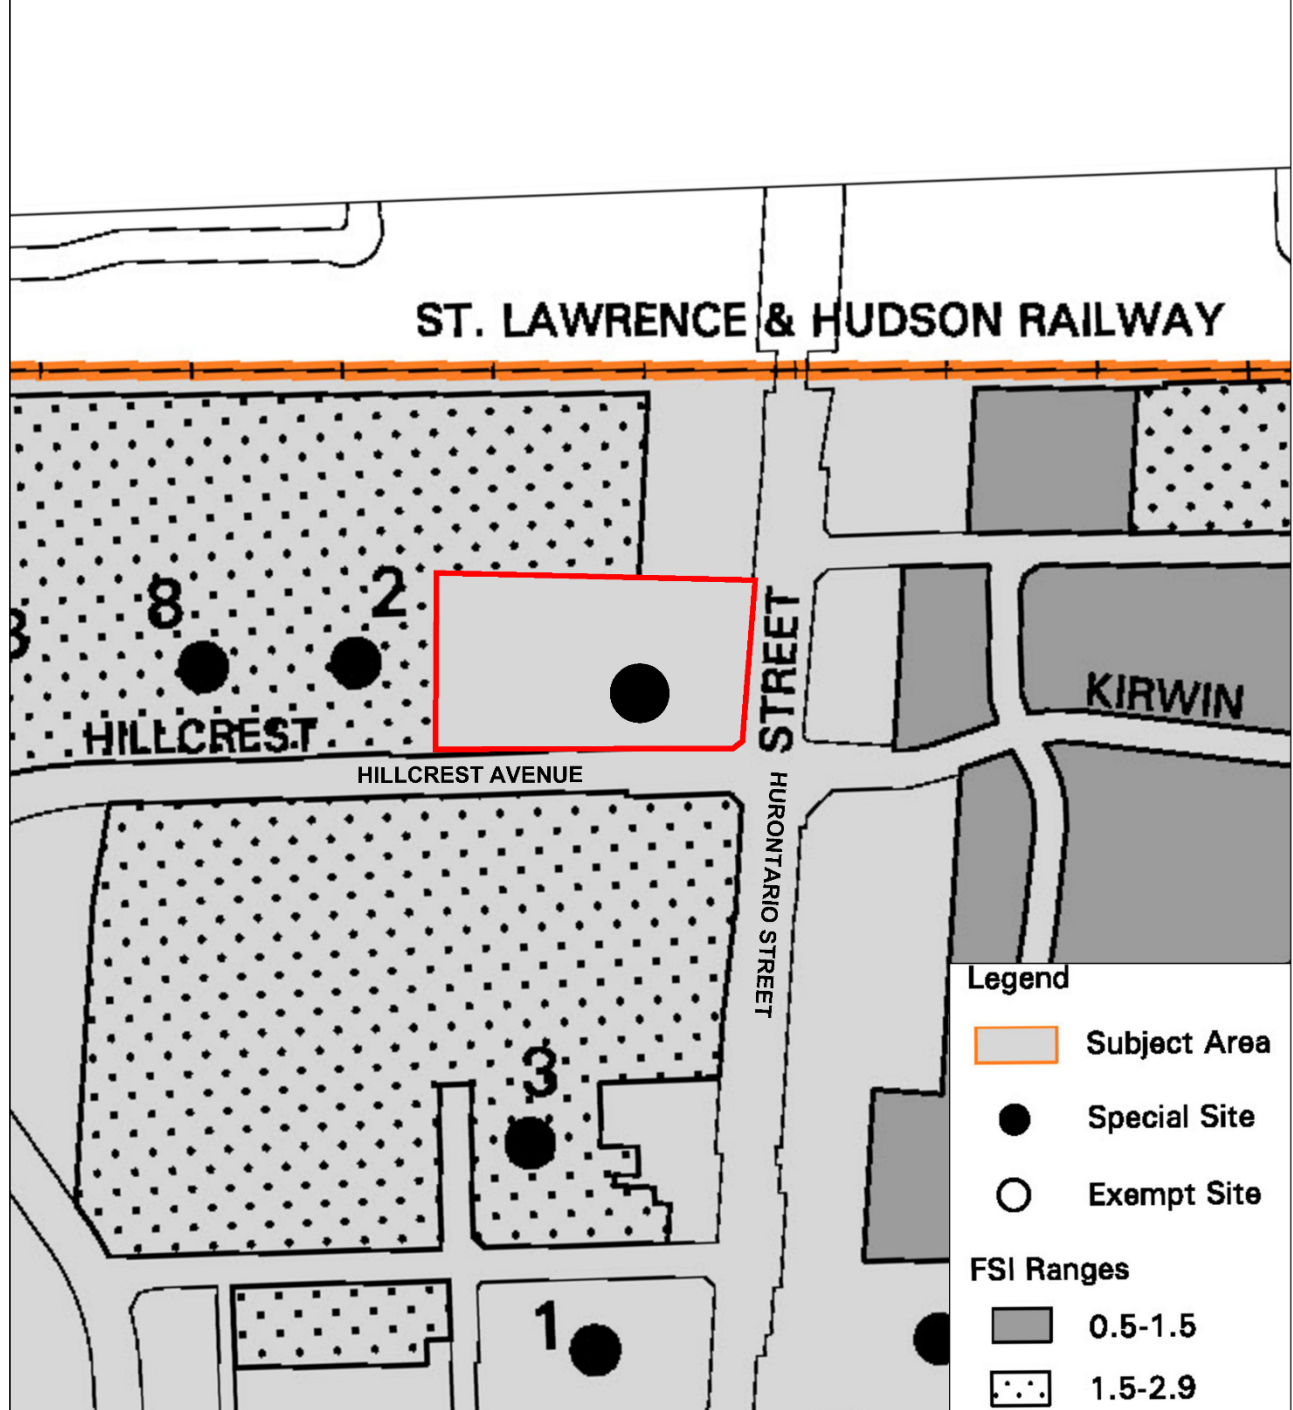 ST. LAWRENCE & HUDSON RAILWAY
8
2
HILLCREST
STREET
KIRWIN
HILLCREST AVENUE
HURONTARIO STREET
3
1
Legend
Subject Area
Special Site
Exempt Site
FSI Ranges
0.5-1.5
1.5-2.9